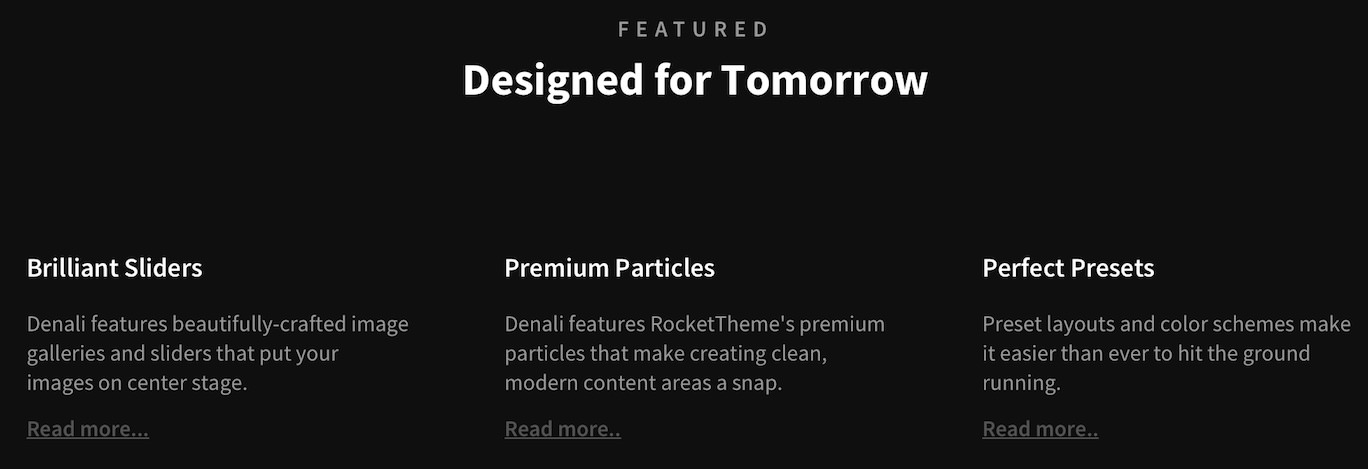 FEATURED
Designed for Tomorrow
Brilliant Sliders
Denali features beautifully-crafted image
galleries and sliders that put your
images on center stage.
Read more...
Premium Particles
Denali features RocketTheme's premium
particles that make creating clean,
modern content areas a snap.
Read more..
Perfect Presets
Preset layouts and color schemes make
it easier than ever to hit the ground
running.
Read more..